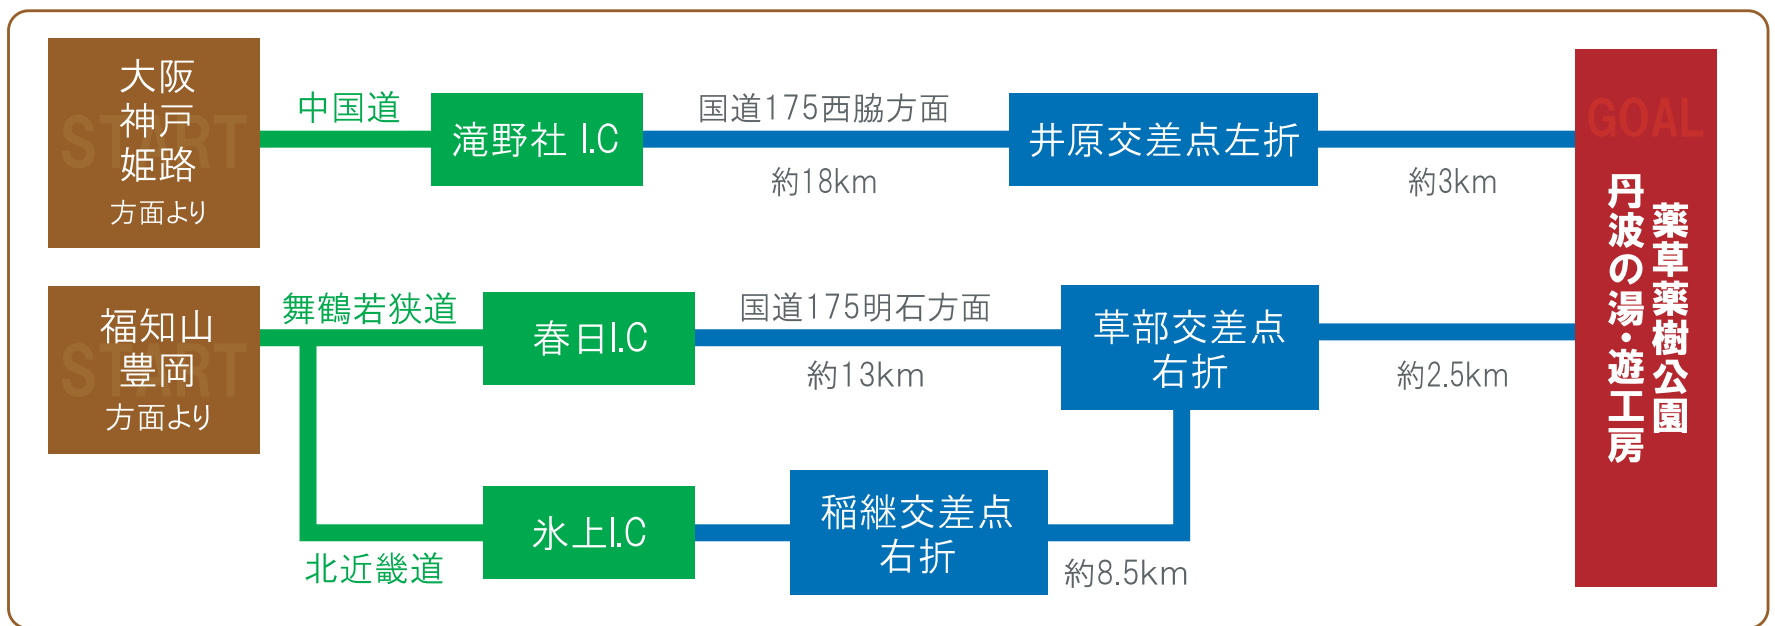 START
大阪
神戸
姫路
方面より
中国道
滝野社 I.C
国道175西脇方面
約18km
井原交差点左折
約3km
START
福知山
豊岡
方面より
舞鶴若狭道
春日I.C
国道175明石方面
約13km
草部交差点
右折
約2.5km
北近畿道
氷上I.C
稲継交差点
右折
約8.5km
GOAL
薬草薬樹公園
丹波の湯・遊工房